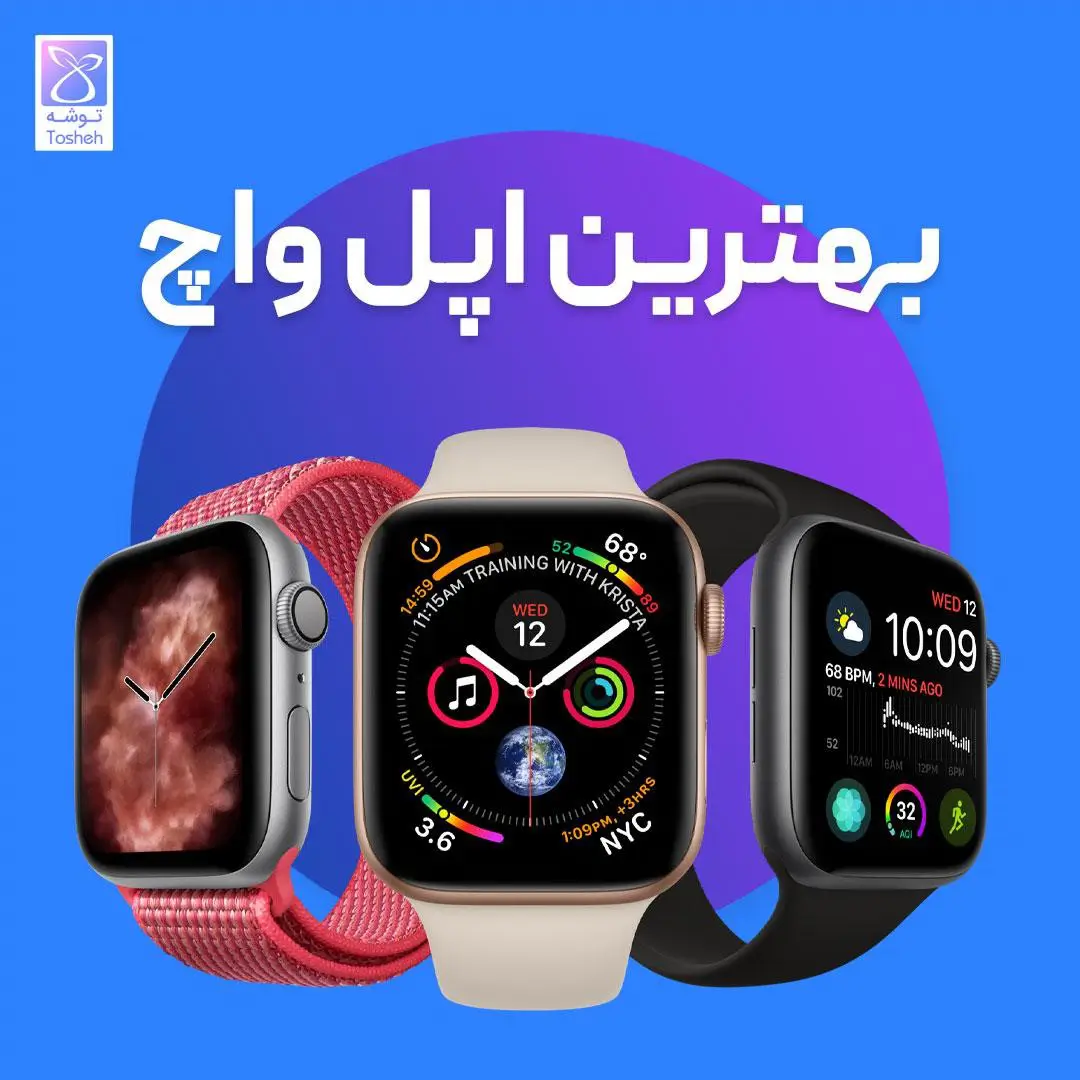 توشه
Tosheh
بهترین اپل واچ
14:59
11:15AM TRAINING WITH KRISTA
52
68°
89
WED
12
UVI
3.6
1:09PM, +3HRS
NYC
WED 12
10:09
68 BPM, 2 MINS AGO
102
52
12AM 6AM 12PM 6PM
32
AQI